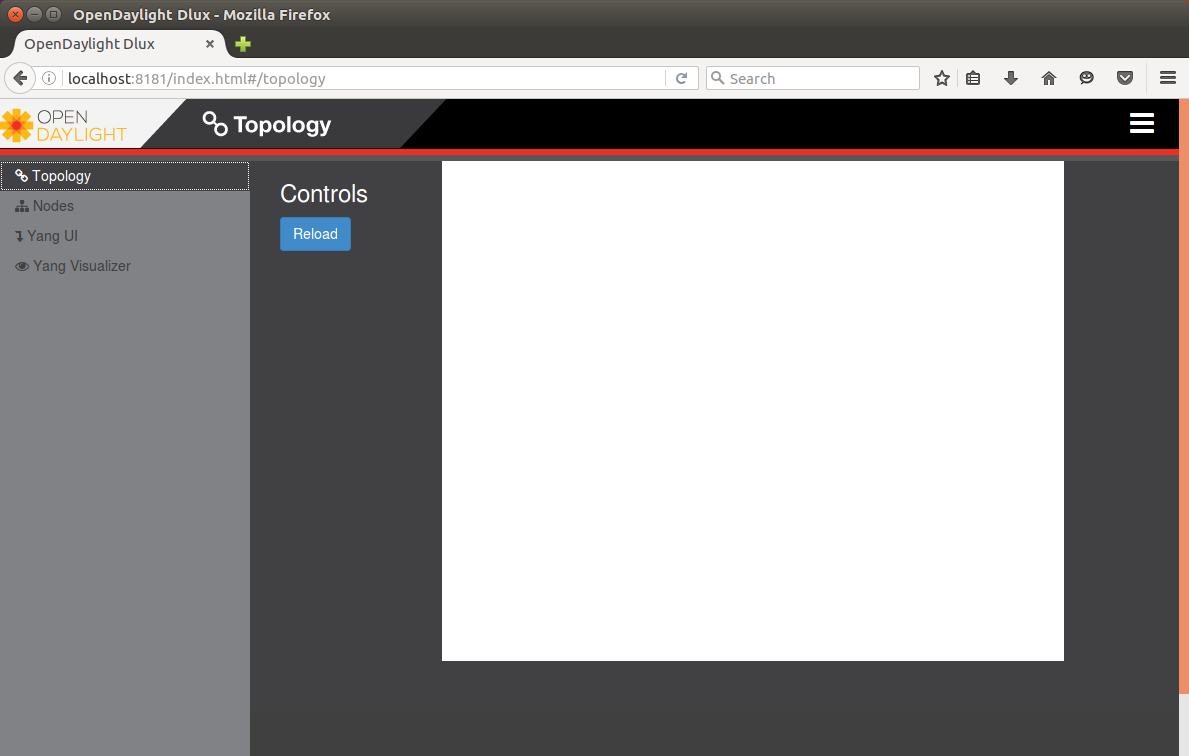 OpenDaylight Dlux - Mozilla Firefox
OpenDaylight Dlux
localhost:8181/index.html#/topology
Search
OPEN
DAYLIGHT
Topology
Topology
Nodes
Yang UI
Yang Visualizer
Controls
Reload